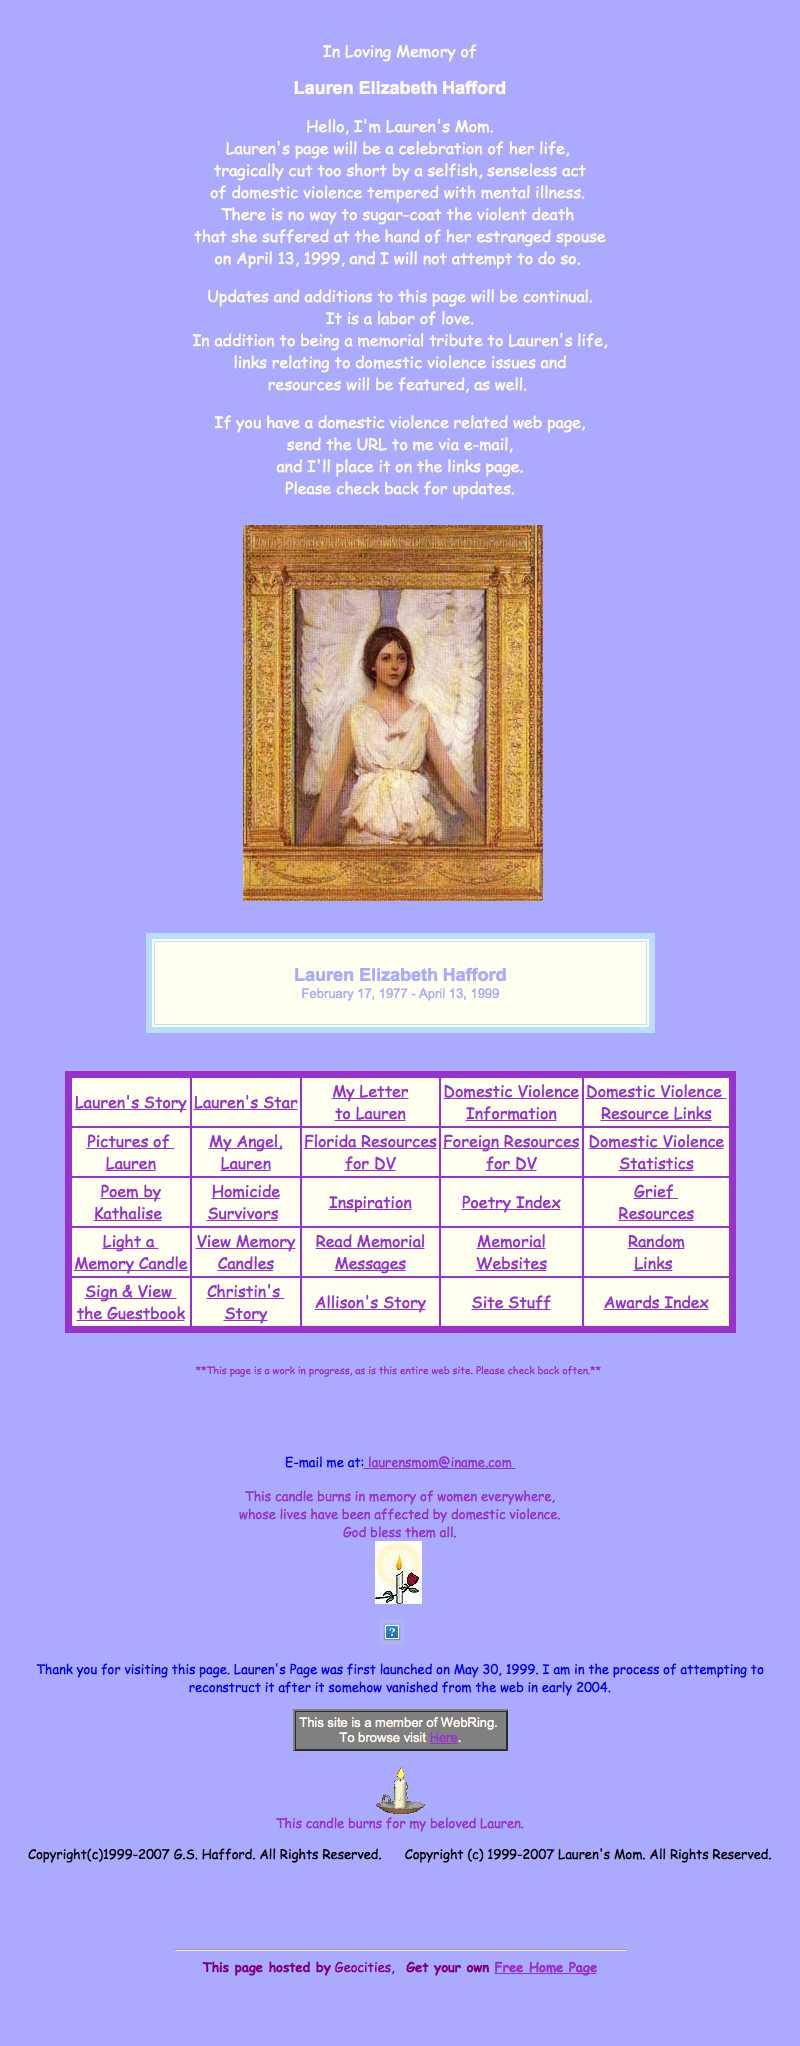 In Loving Memory of
Lauren Elizabeth Hafford
Hello, I'm Lauren's Mom.
Lauren's page will be a celebration of her life,
tragically cut too short by a selfish, senseless act
of domestic violence tempered with mental illness.
There is no way to sugar-coat the violent death
that she suffered at the hand of her estranged spouse
on April 13, 1999, and I will not attempt to do so.
Updates and additions to this page will be continual.
It is a labor of love.
In addition to being a memorial tribute to Lauren's life,
links relating to domestic violence issues and
resources will be featured, as well.
If you have a domestic violence related web page,
send the URL to me via e-mail,
and I'll place it on the links page.
Please check back for updates.
Lauren Elizabeth Hafford
February 17, 1977 - April 13, 1999
Lauren's Story
Lauren's Star
My Letter
to Lauren
Domestic Violence
Information
Domestic Violence
Resource Links
Pictures of
Lauren
My Angel,
Lauren
Florida Resources
for DV
Foreign Resources
for DV
Domestic Violence
Statistics
Poem by
Kathalise
Homicide
Survivors
Inspiration
Poetry Index
Grief
Resources
Light a
Memory Candle
View Memory
Candles
Read Memorial
Messages
Memorial
Websites
Random
Links
Sign & View
the Guestbook
Christin's
Story
Allison's Story
Site Stuff
Awards Index
**This page is a work in progress, as is this entire web site. Please check back often.**
E-mail me at: laurensmom@iname.com
This candle burns in memory of women everywhere,
whose lives have been affected by domestic violence.
God bless them all.
?
Thank you for visiting this page. Lauren's Page was first launched on May 30, 1999. I am in the process of attempting to
reconstruct it after it somehow vanished from the web in early 2004.
This site is a member of WebRing.
To browse visit Here.
This candle burns for my beloved Lauren.
Copyright(c)1999-2007 G.S. Hafford. All Rights Reserved. Copyright (c) 1999-2007 Lauren's Mom. All Rights Reserved.
This page hosted by Geocities, Get your own Free Home Page